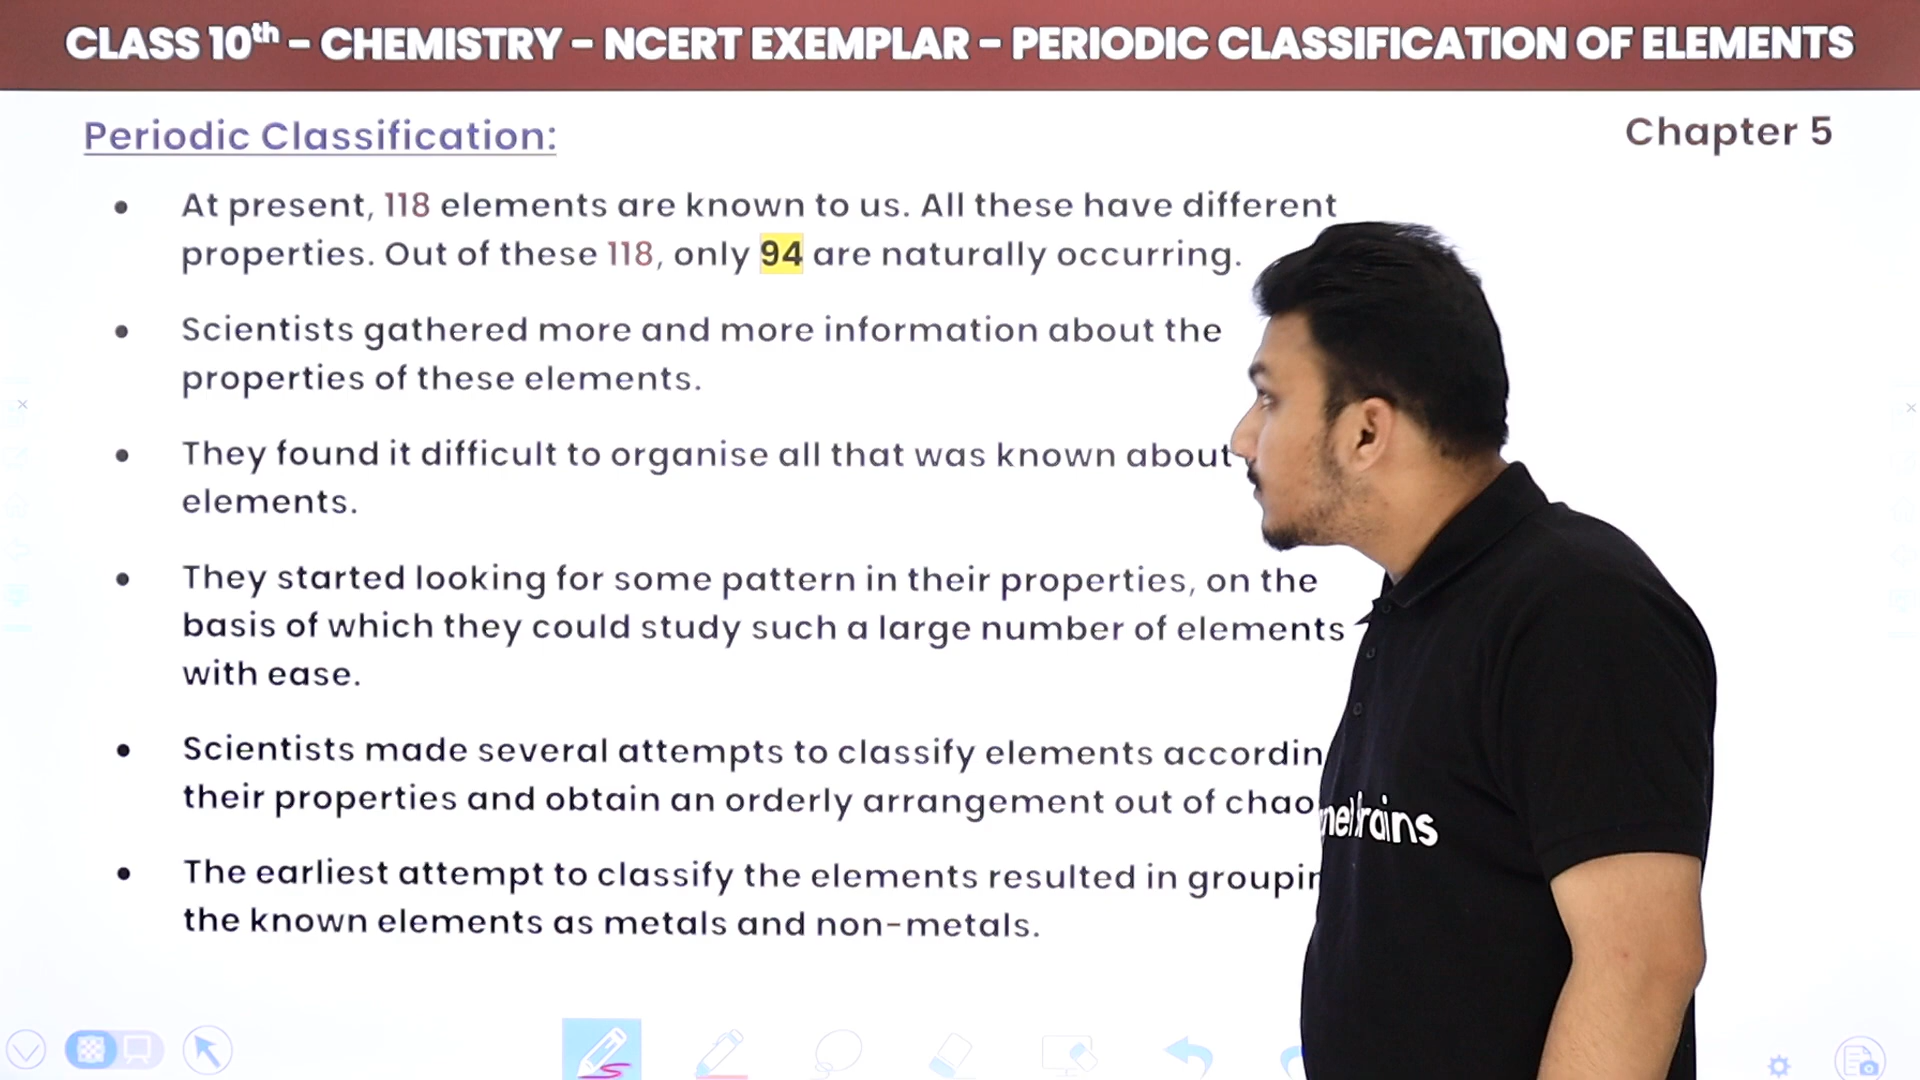 CLASS 10th - CHEMISTRY - NCERT EXEMPLAR - PERIODIC CLASSIFICATION OF ELEMENTS
Periodic Classification:
Chapter 5
• At present, 118 elements are known to us. All these have different
properties. Out of these 118, only 94 are naturally occurring.
• Scientists gathered more and more information about the
properties of these elements.
• They found it difficult to organise all that was known about
elements.
• They started looking for some pattern in their properties, on the
basis of which they could study such a large number of elements
with ease.
• Scientists made several attempts to classify elements accordin
their properties and obtain an orderly arrangement out of chao
• The earliest attempt to classify the elements resulted in groupin
the known elements as metals and non-metals.